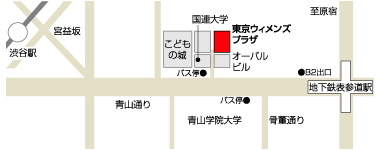 至原宿
国連大学
宮益坂
東京ウィメンズ
プラザ
こども
の城
オーバル
ビル
渋谷駅
バス停
B2出口
地下鉄表参道駅
青山通り
バス停
青山学院大学
骨董通り